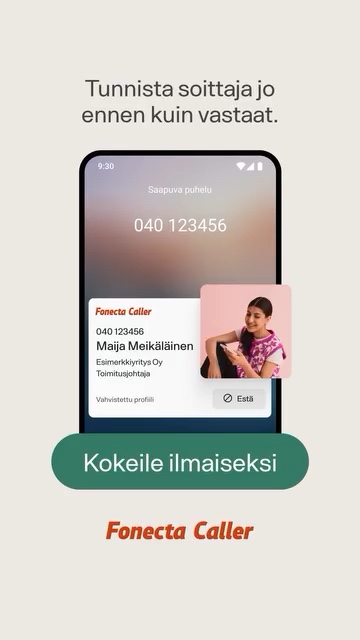 Tunnista soittaja jo
ennen kuin vastaat.
9:30
Saapuva puhelu
040 123456
Fonecta Caller
040 123456
Maija Meikäläinen
Esimerkkiyritys Oy
Toimitusjohtaja
Vahvistettu profiili
Estä
Kokeile ilmaiseksi
Fonecta Caller